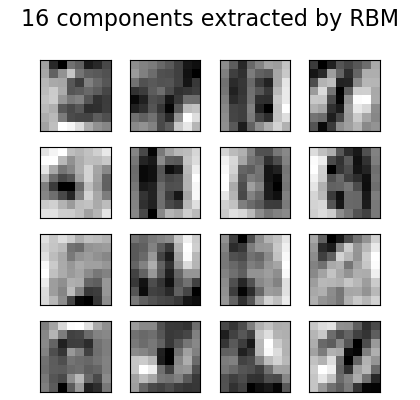 16 components extracted by RBM